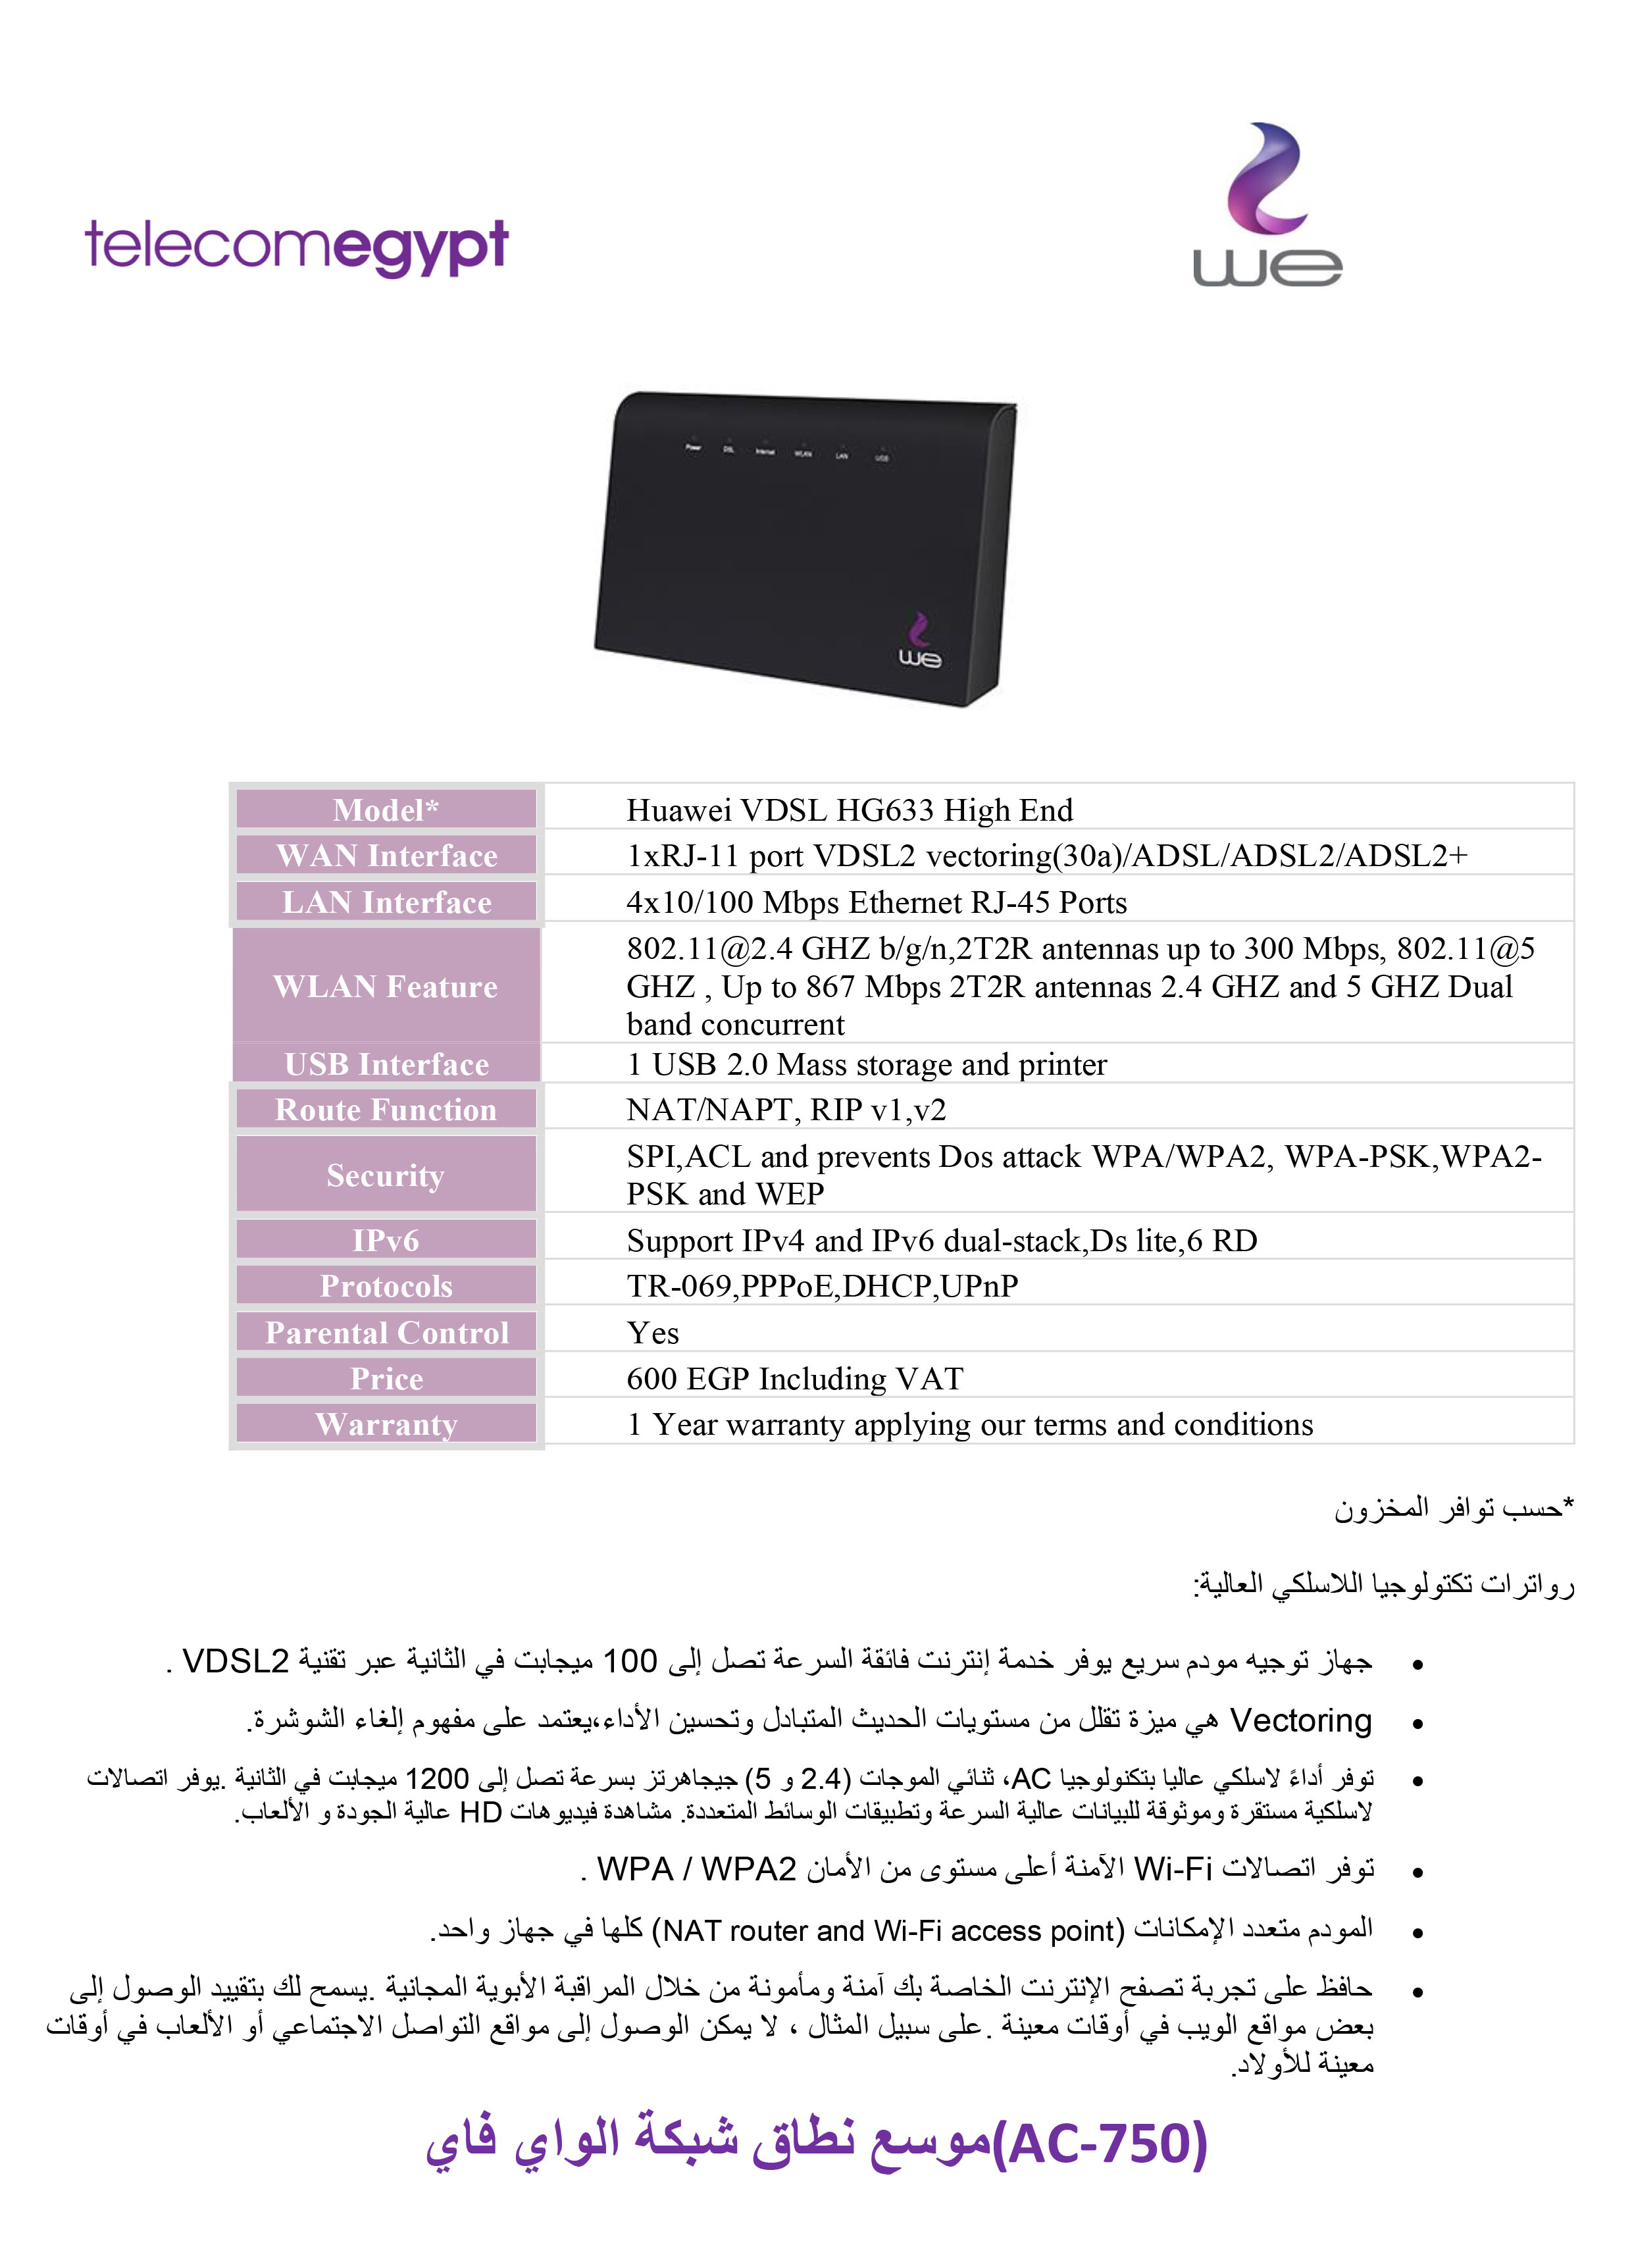 telecomegypt
we
Power DSL Internet WLAN LAN USB
we
Model* Huawei VDSL HG633 High End
WAN Interface 1xRJ-11 port VDSL2 vectoring(30a)/ADSL/ADSL2/ADSL2+
LAN Interface 4x10/100 Mbps Ethernet RJ-45 Ports
WLAN Feature 802.11@2.4 GHZ b/g/n,2T2R antennas up to 300 Mbps, 802.11@5
GHZ , Up to 867 Mbps 2T2R antennas 2.4 GHZ and 5 GHZ Dual
band concurrent
USB Interface 1 USB 2.0 Mass storage and printer
Route Function NAT/NAPT, RIP v1,v2
Security SPI,ACL and prevents Dos attack WPA/WPA2, WPA-PSK,WPA2-
PSK and WEP
IPv6 Support IPv4 and IPv6 dual-stack,Ds lite,6 RD
Protocols TR-069,PPPoE,DHCP,UPnP
Parental Control Yes
Price 600 EGP Including VAT
Warranty 1 Year warranty applying our terms and conditions
*حسب توافر المخزون
رواترات تكتولوجيا اللاسلكي العالية:
• جهاز توجيه مودم سريع يوفر خدمة إنترنت فائقة السرعة تصل إلى 100 ميجابت في الثانية عبر تقنية VDSL2 .
• Vectoring هي ميزة تقلل من مستويات الحديث المتبادل وتحسين الأداء،يعتمد على مفهوم إلغاء الشوشرة.
• توفر أداءً لاسلكي عاليا بتكنولوجيا AC، ثنائي الموجات (2.4 و 5) جيجاهرتز بسرعة تصل إلى 1200 ميجابت في الثانية .يوفر اتصالات
لاسلكية مستقرة وموثوقة للبيانات عالية السرعة وتطبيقات الوسائط المتعددة. مشاهدة فيديوهات HD عالية الجودة و الألعاب.
• توفر اتصالات Wi-Fi الآمنة أعلى مستوى من الأمان WPA / WPA2 .
• المودم متعدد الإمكانات (NAT router and Wi-Fi access point) كلها في جهاز واحد.
• حافظ على تجربة تصفح الإنترنت الخاصة بك آمنة ومأمونة من خلال المراقبة الأبوية المجانية .يسمح لك بتقييد الوصول إلى
بعض مواقع الويب في أوقات معينة .على سبيل المثال ، لا يمكن الوصول إلى مواقع التواصل الاجتماعي أو الألعاب في أوقات
معينة للأولاد.
(AC-750)موسع نطاق شبكة الواي فاي